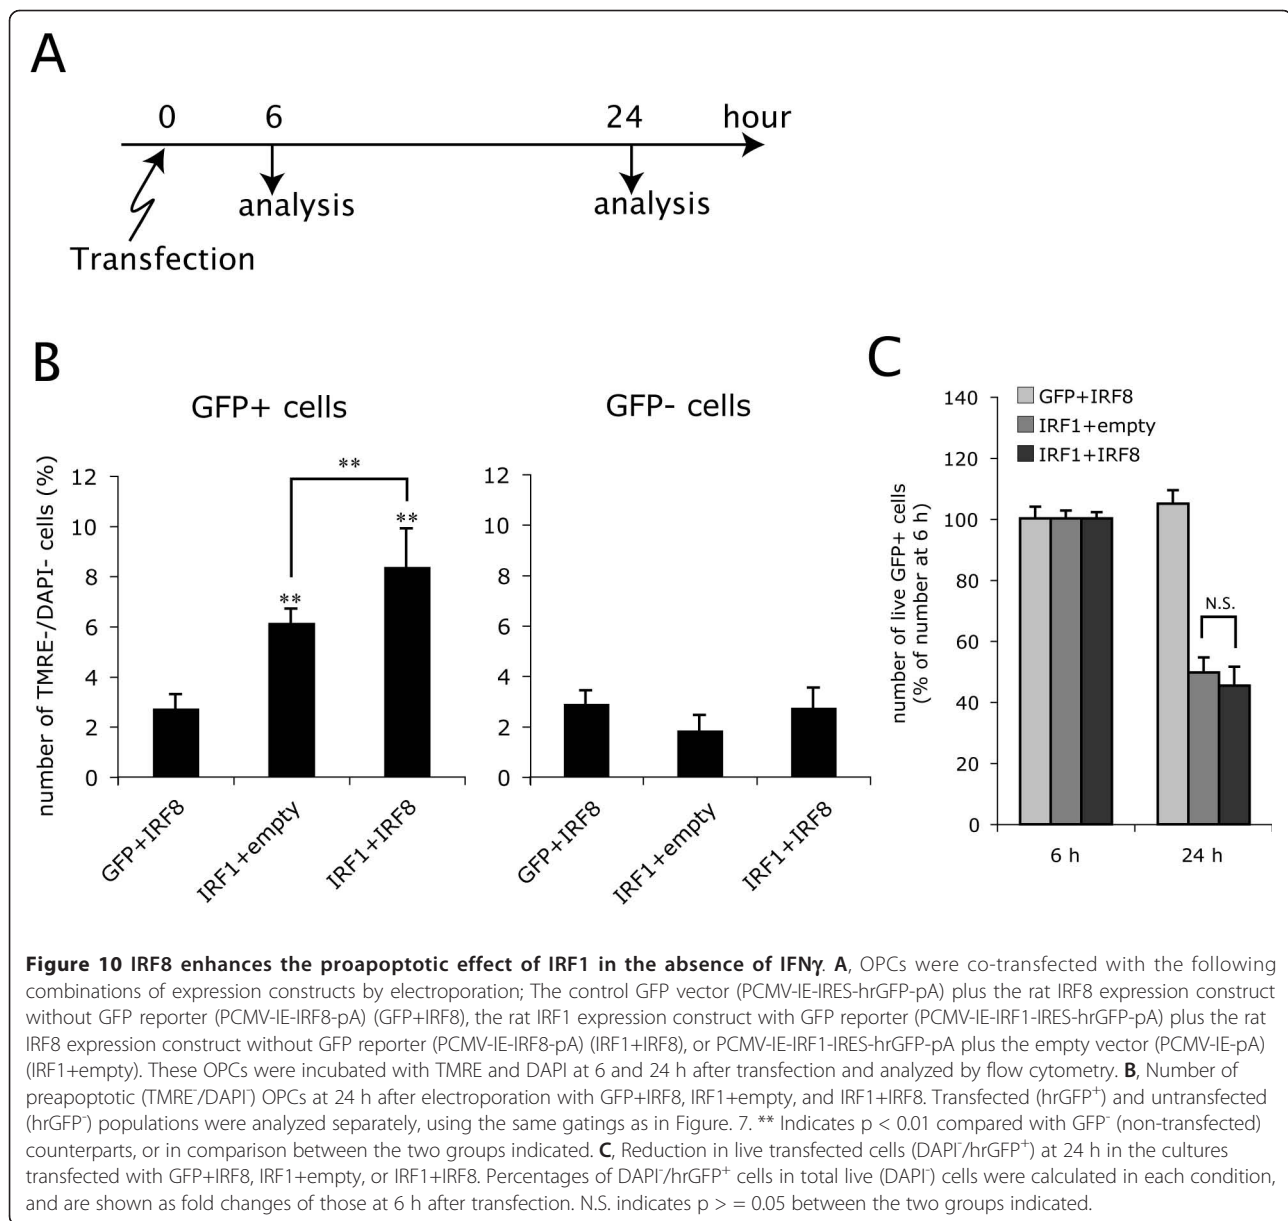 A
0 6 24 hour
analysis analysis
Transfection
B
GFP+ cells GFP- cells
number of TMRE-/DAPI- cells (%)
12
10
8
6
4
2
0
**
**
**
GFP+IRF8 IRF1+empty IRF1+IRF8
12
10
8
6
4
2
0
GFP+IRF8 IRF1+empty IRF1+IRF8
C
GFP+IRF8
IRF1+empty
IRF1+IRF8
number of live GFP+ cells
(% of number at 6 h)
140
120
100
80
60
40
20
0
N.S.
6 h 24 h
Figure 10 IRF8 enhances the proapoptotic effect of IRF1 in the absence of IFNγ. A, OPCs were co-transfected with the following
combinations of expression constructs by electroporation; The control GFP vector (PCMV-IE-IRES-hrGFP-pA) plus the rat IRF8 expression construct
without GFP reporter (PCMV-IE-IRF8-pA) (GFP+IRF8), the rat IRF1 expression construct with GFP reporter (PCMV-IE-IRF1-IRES-hrGFP-pA) plus the rat
IRF8 expression construct without GFP reporter (PCMV-IE-IRF8-pA) (IRF1+IRF8), or PCMV-IE-IRF1-IRES-hrGFP-pA plus the empty vector (PCMV-IE-pA)
(IRF1+empty). These OPCs were incubated with TMRE and DAPI at 6 and 24 h after transfection and analyzed by flow cytometry. B, Number of
preapoptotic (TMRE⁻/DAPI⁻) OPCs at 24 h after electroporation with GFP+IRF8, IRF1+empty, and IRF1+IRF8. Transfected (hrGFP⁺) and untransfected
(hrGFP⁻) populations were analyzed separately, using the same gatings as in Figure. 7. ** Indicates p < 0.01 compared with GFP⁻ (non-transfected)
counterparts, or in comparison between the two groups indicated. C, Reduction in live transfected cells (DAPI⁻/hrGFP⁺) at 24 h in the cultures
transfected with GFP+IRF8, IRF1+empty, or IRF1+IRF8. Percentages of DAPI⁻/hrGFP⁺ cells in total live (DAPI⁻) cells were calculated in each condition,
and are shown as fold changes of those at 6 h after transfection. N.S. indicates p > = 0.05 between the two groups indicated.